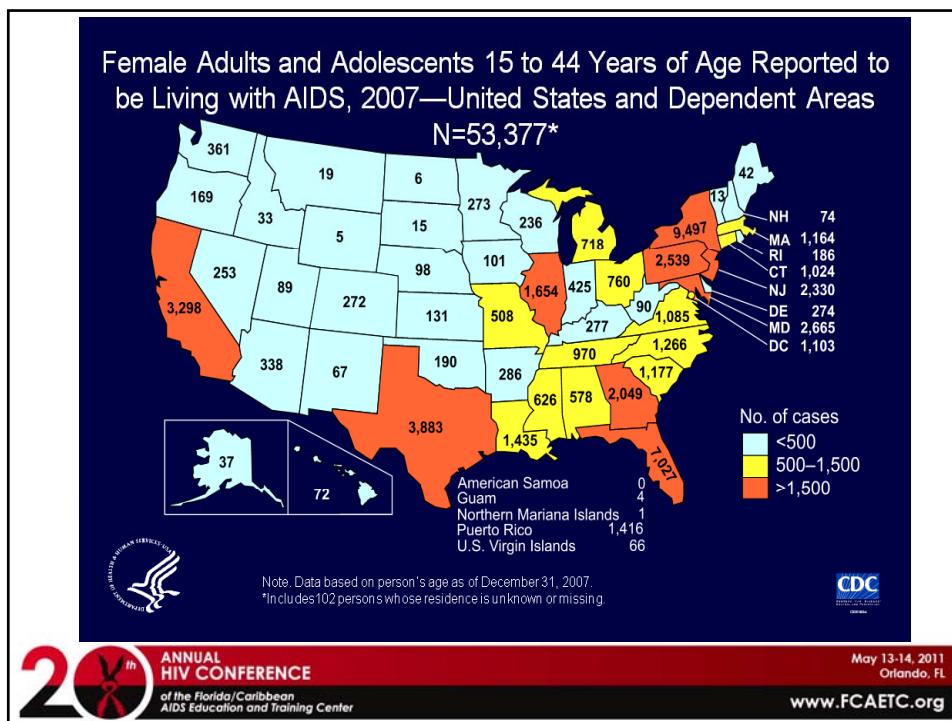 Female Adults and Adolescents 15 to 44 Years of Age Reported to
be Living with AIDS, 2007—United States and Dependent Areas
N=53,377*
361
19
6
273
236
13
42
169
33
5
15
98
101
718
9,497
2,539
NH 74
MA 1,164
RI 186
CT 1,024
NJ 2,330
DE 274
MD 2,665
DC 1,103
3,298
253
89
272
131
508
1,654
425
760
90
1,085
277
1,266
970
1,177
338
67
190
286
626
578
2,049
3,883
1,435
7,027
37
72
No. of cases
<500
500–1,500
>1,500
American Samoa 0
Guam 4
Northern Mariana Islands 1
Puerto Rico 1,416
U.S. Virgin Islands 66
DEPARTMENT OF HEALTH & HUMAN SERVICES•USA
Note. Data based on person's age as of December 31, 2007.
*Includes102 persons whose residence is unknown or missing.
CDC
20th
ANNUAL
HIV CONFERENCE
of the Florida/Caribbean
AIDS Education and Training Center
May 13-14, 2011
Orlando, FL
www.FCAETC.org